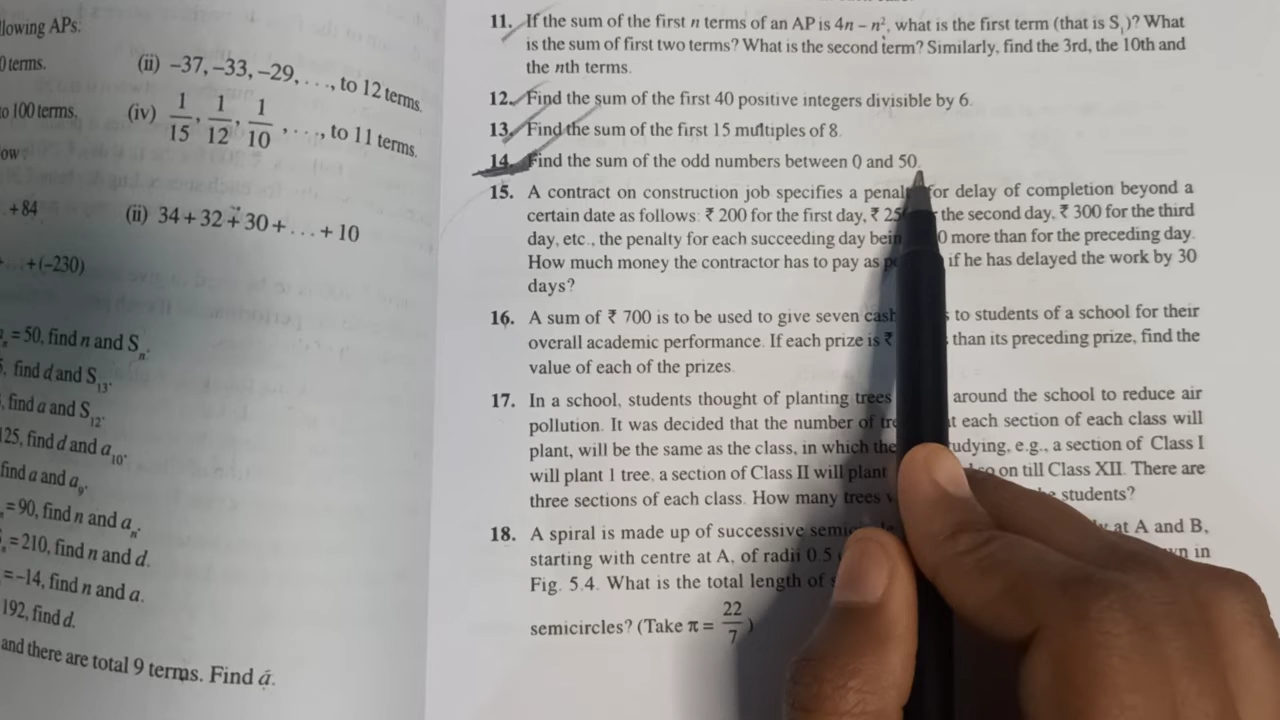 llowing APs:
0 terms.
(ii) –37, –33, –29, . . ., to 12 terms.
to 100 terms.
(iv) 1/15, 1/12, 1/10, . . ., to 11 terms.
ow :
+ 84
(ii) 34 + 32 + 30 + . . . + 10
. . . + (–230)
= 50, find n and Sn.
, find d and S13.
, find a and S12.
125, find d and a10.
find a and a9.
= 90, find n and an.
= 210, find n and d.
= –14, find n and a.
192, find d.
and there are total 9 terms. Find a.
11. If the sum of the first n terms of an AP is 4n – n², what is the first term (that is S1)? What
is the sum of first two terms? What is the second term? Similarly, find the 3rd, the 10th and
the nth terms.
12. Find the sum of the first 40 positive integers divisible by 6.
13. Find the sum of the first 15 multiples of 8.
14. Find the sum of the odd numbers between 0 and 50.
15. A contract on construction job specifies a penal for delay of completion beyond a
certain date as follows: ₹ 200 for the first day, ₹ 25 the second day, ₹ 300 for the third
day, etc., the penalty for each succeeding day bein 0 more than for the preceding day.
How much money the contractor has to pay as if he has delayed the work by 30
days?
16. A sum of ₹ 700 is to be used to give seven cash to students of a school for their
overall academic performance. If each prize is ₹ than its preceding prize, find the
value of each of the prizes.
17. In a school, students thought of planting trees around the school to reduce air
pollution. It was decided that the number of tre each section of each class will
plant, will be the same as the class, in which the udying, e.g., a section of Class I
will plant 1 tree, a section of Class II will plant on till Class XII. There are
three sections of each class. How many trees students?
18. A spiral is made up of successive semic at A and B,
starting with centre at A, of radii 0.5 wn in
Fig. 5.4. What is the total length of
semicircles? (Take π = 22/7)